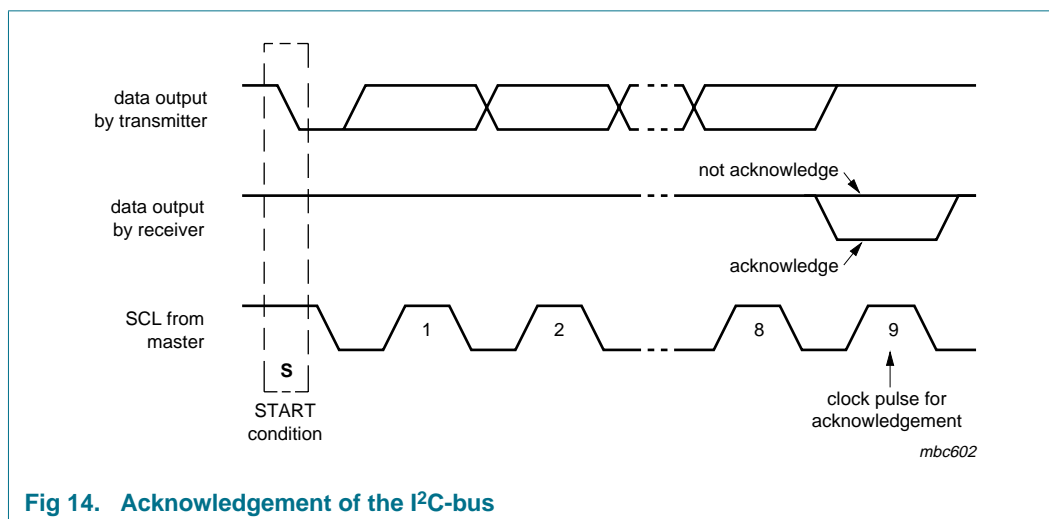 data output
by transmitter
not acknowledge
data output
by receiver
acknowledge
SCL from
master
1
2
8
9
S
START
condition
clock pulse for
acknowledgement
mbc602
Fig 14. Acknowledgement of the I²C-bus